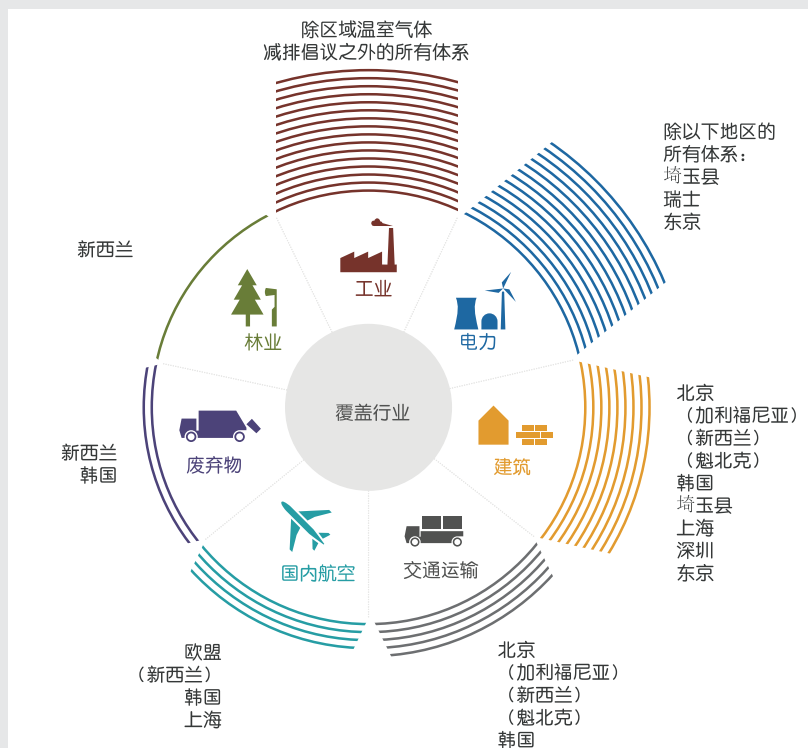 除区域温室气体
减排倡议之外的所有体系
除以下地区的
所有体系：
埼玉县
瑞士
东京
新西兰
工业
林业
电力
覆盖行业
北京
（加利福尼亚）
（新西兰）
（魁北克）
韩国
埼玉县
上海
深圳
东京
新西兰
韩国
废弃物
建筑
国内航空
交通运输
欧盟
（新西兰）
韩国
上海
北京
（加利福尼亚）
（新西兰）
（魁北克）
韩国